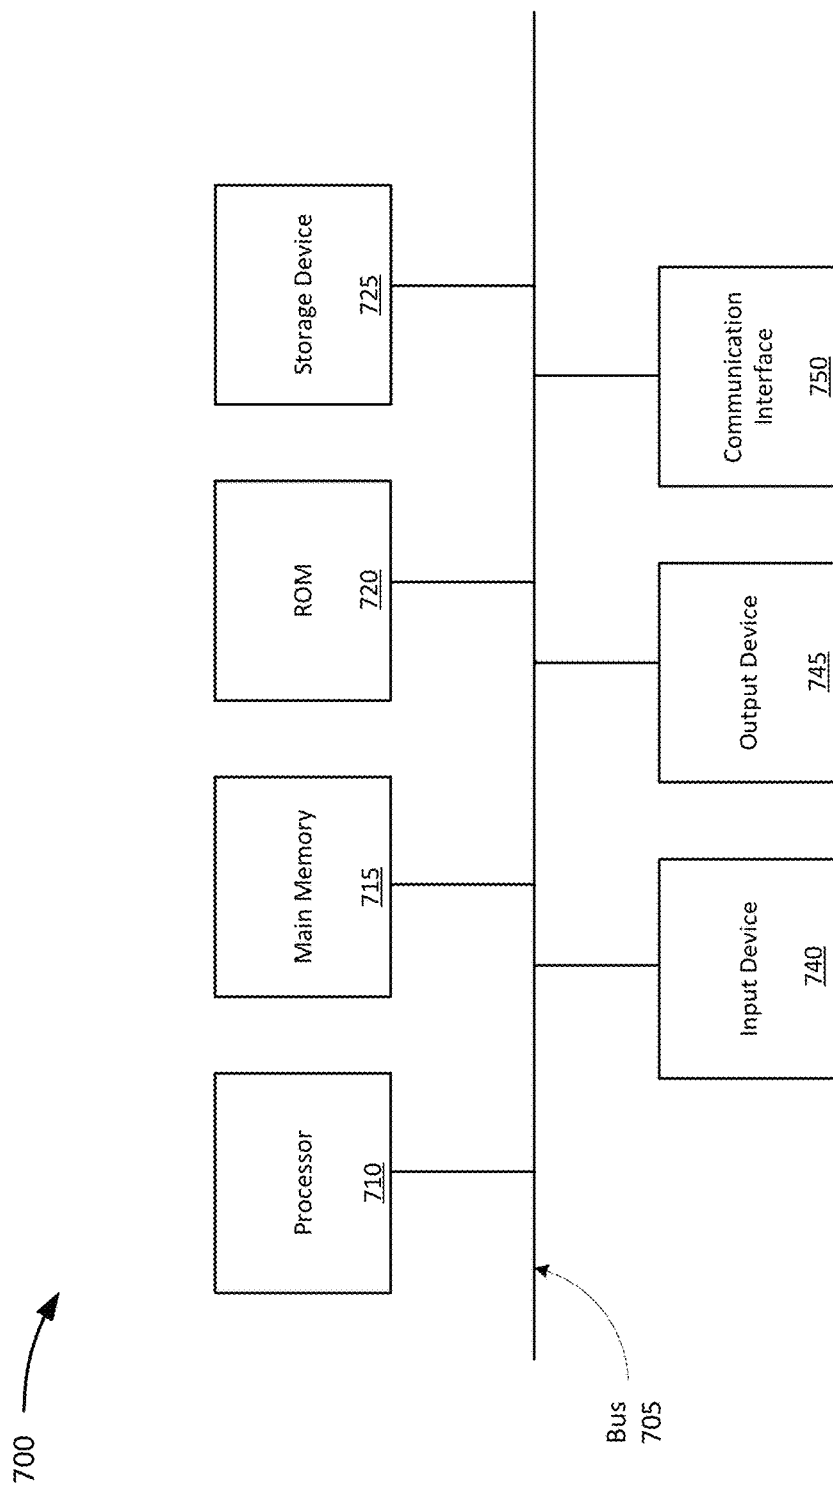 700
Processor
710
Main Memory
715
ROM
720
Storage Device
725
Bus
705
Input Device
740
Output Device
745
Communication
Interface
750